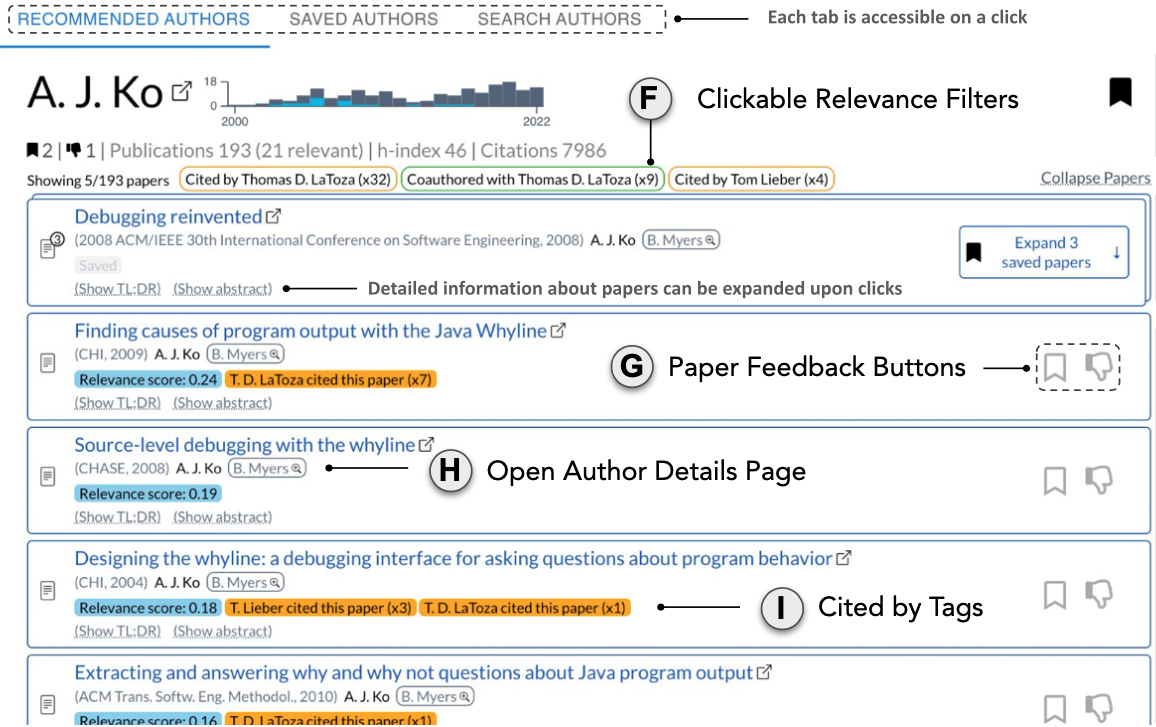 RECOMMENDED AUTHORS SAVED AUTHORS SEARCH AUTHORS Each tab is accessible on a click
A. J. Ko 18 0 2000 2022
F Clickable Relevance Filters
2 | 1 | Publications 193 (21 relevant) | h-index 46 | Citations 7986
Showing 5/193 papers Cited by Thomas D. LaToza (x32) Coauthored with Thomas D. LaToza (x9) Cited by Tom Lieber (x4) Collapse Papers
Debugging reinvented
3 (2008 ACM/IEEE 30th International Conference on Software Engineering, 2008) A. J. Ko B. Myers
Saved
Expand 3 saved papers ↓
(Show TL;DR) (Show abstract) Detailed information about papers can be expanded upon clicks
Finding causes of program output with the Java Whyline
(CHI, 2009) A. J. Ko B. Myers
G Paper Feedback Buttons
Relevance score: 0.24 T. D. LaToza cited this paper (x7)
(Show TL;DR) (Show abstract)
Source-level debugging with the whyline
(CHASE, 2008) A. J. Ko B. Myers H Open Author Details Page
Relevance score: 0.19
(Show TL;DR) (Show abstract)
Designing the whyline: a debugging interface for asking questions about program behavior
(CHI, 2004) A. J. Ko B. Myers
Relevance score: 0.18 T. Lieber cited this paper (x3) T. D. LaToza cited this paper (x1) I Cited by Tags
(Show TL;DR) (Show abstract)
Extracting and answering why and why not questions about Java program output
(ACM Trans. Softw. Eng. Methodol., 2010) A. J. Ko B. Myers
Relevance score: 0.16 T. D. LaToza cited this paper (x1)